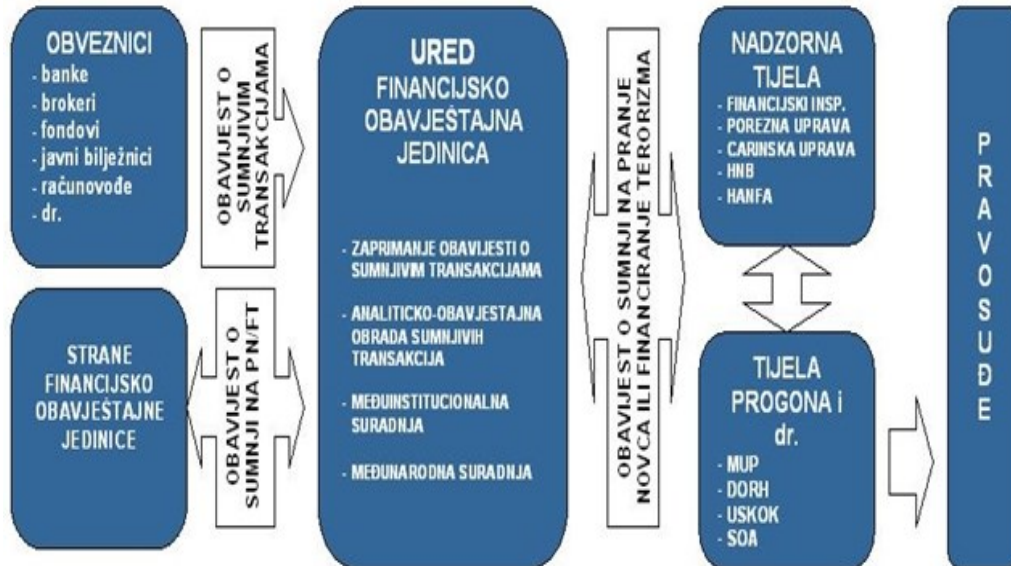 OBVEZNICI
- banke
- brokeri
- fondovi
- javni bilježnici
- računovođe
- dr.
OBAVIJEST O
SUMNJIVIM
TRANSAKCIJAMA
STRANE
FINANCIJSKO
OBAVJEŠTAJNE
JEDINICE
OBAVIJEST O
SUMNJI NA PN/FT
URED
FINANCIJSKO
OBAVJEŠTAJNA
JEDINICA
- ZAPRIMANJE OBAVIJESTI O
SUMNJIVIM TRANSAKCIJAMA
- ANALITICKO-OBAVJEŠTAJNA
OBRADA SUMNJIVIH
TRANSAKCIJA
- MEĐUINSTITUCIONALNA
SURADNJA
- MEĐUNARODNA SURADNJA
OBAVIJEST O SUMNJI NA PRANJE
NOVCA ILI FINANCIRANJE TERORIZMA
NADZORNA
TIJELA
- FINANCIJSKI INSP.
- POREZNA UPRAVA
- CARINSKA UPRAVA
- HNB
- HANFA
TIJELA
PROGONA i
dr.
- MUP
- DORH
- USKOK
- SOA
PRAVOSUĐE